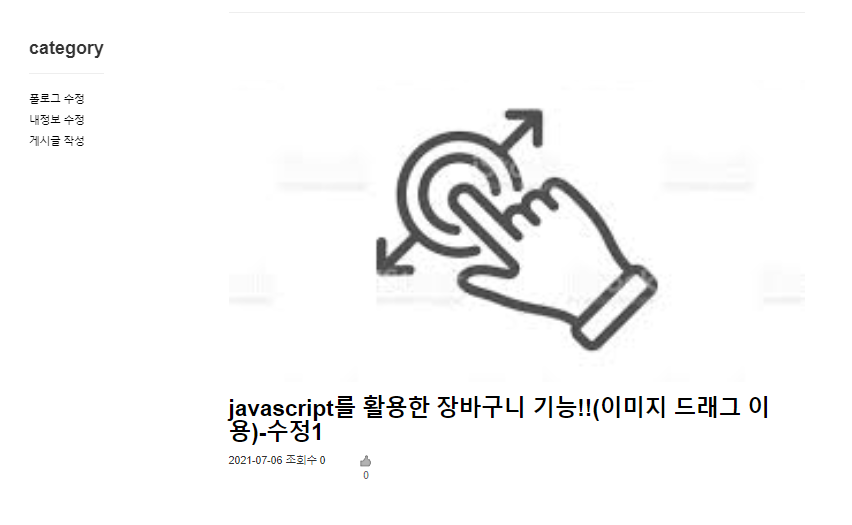 category
플로그 수정
내정보 수정
게시글 작성
javascript를 활용한 장바구니 기능!!(이미지 드래그 이
용)-수정1
2021-07-06 조회수 0
0